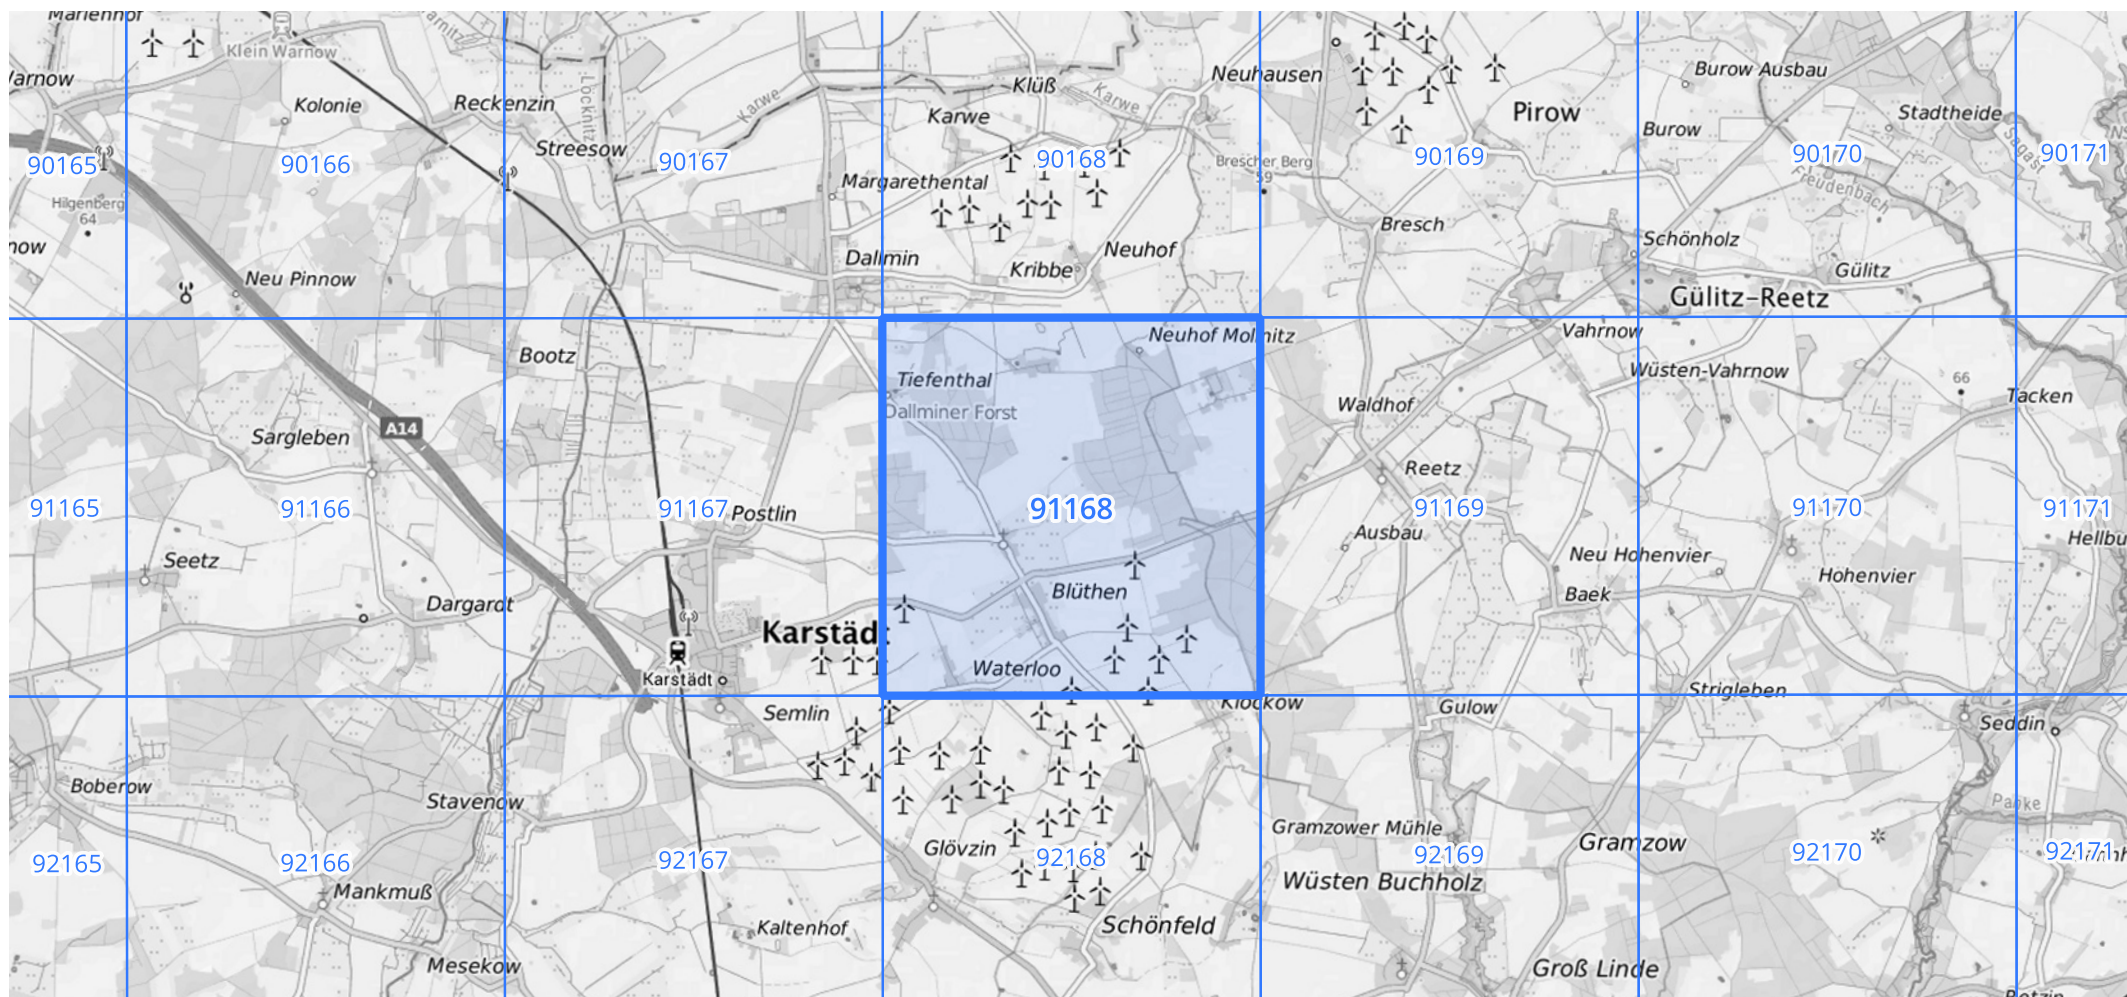 Marienhof
Klein Warnow
Warnow
Kolonie
Reckenzin
Löcknitz
Streesow
Karwe
Klüß
Karwe
Karwe
Neuhausen
Pirow
Burow Ausbau
Burow
Stadtheide
90165
90166
90167
90168
90169
90170
90171
Brescher Berg
59
Hilgenberg
64
Margarethental
Freudenbach
Bresch
Schönholz
Neu Pinnow
Dallmin
Kribbe
Neuhof
Gülitz
Gülitz-Reetz
Neuhof Mollnitz
Vahrnow
Bootz
Tiefenthal
Dallminer Forst
Wüsten-Vahrnow
66
Tacken
Waldhof
A14
Sargleben
Reetz
91165
91166
91167
Postlin
91168
91169
91170
91171
Ausbau
Seetz
Neu Hohenvier
Hohenvier
Blüthen
Baek
Dargardt
Karstädt
Waterloo
Karstädt
Strigleben
Semlin
Klockow
Gulow
Seddin
Boberow
Stavenow
Panke
Gramzower Mühle
Gramzow
Glövzin
92165
92166
92167
92168
92169
92170
92171
Mankmuß
Wüsten Buchholz
Kaltenhof
Schönfeld
Mesekow
Groß Linde